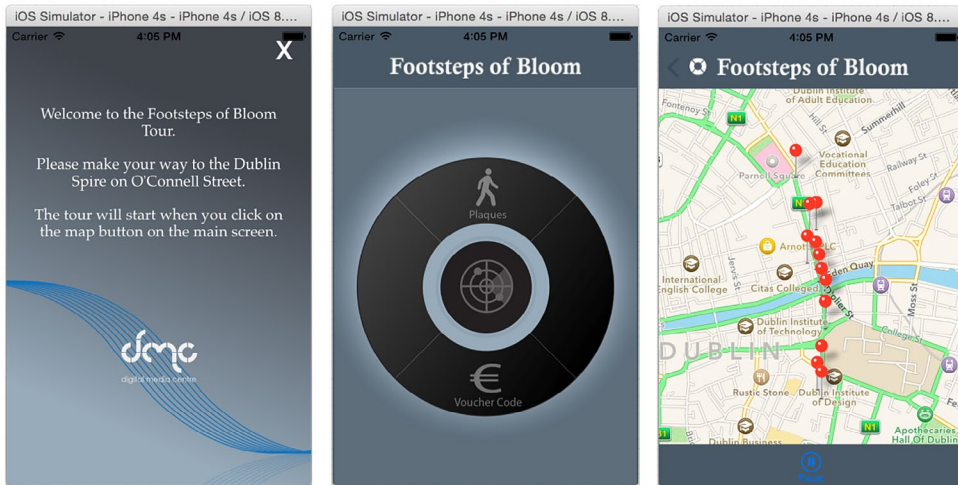 iOS Simulator - iPhone 4s - iPhone 4s / iOS 8....
Carrier 4:05 PM
X
Welcome to the Footsteps of Bloom
Tour.
Please make your way to the Dublin
Spire on O'Connell Street.
The tour will start when you click on
the map button on the main screen.
dmc
digital media centre
iOS Simulator - iPhone 4s - iPhone 4s / iOS 8....
Carrier 4:05 PM
Footsteps of Bloom
Plaques
€
Voucher Code
iOS Simulator - iPhone 4s - iPhone 4s / iOS 8....
Carrier 4:05 PM
Footsteps of Bloom
Dublin Institute
of Adult Education
Fontenoy St
N1
Hill St
Summerhill
Vocational
Education
Committees
Parnell Square
Railway St
Foley St
Talbot St
Jervis St
Eden Quay
International
English College
Citas College
D'olier St
Moss St
Dublin Institute
of Technology
College St
DUBLIN
Rustic Stone
Dublin Institute
of Design
N1
Apothecaries
Hall Of Dublin
Dublin Business